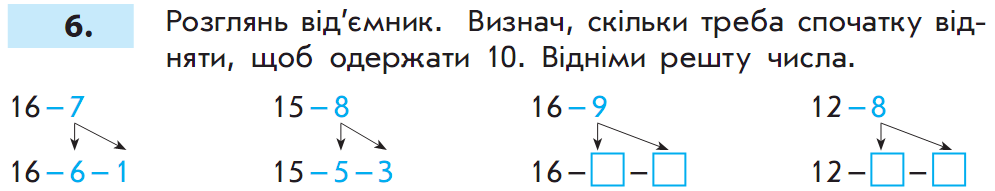 6.
Розглянь від’ємник. Визнач, скільки треба спочатку від-
няти, щоб одержати 10. Відніми решту числа.
16 – 7 15 – 8 16 – 9 12 – 8
16 – 6 – 1 15 – 5 – 3 16 – □ – □ 12 – □ – □